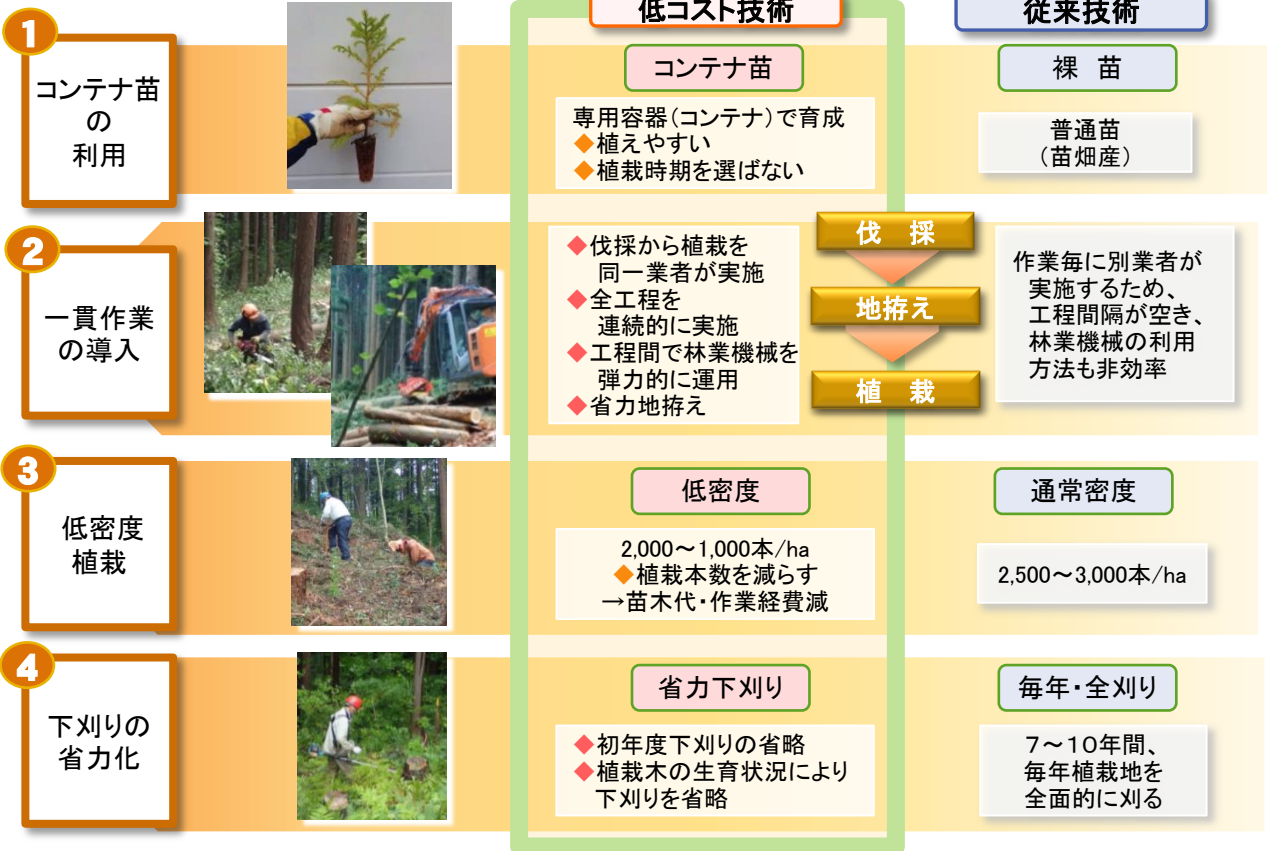 低コスト技術
従来技術
1
コンテナ苗
の
利用
コンテナ苗
専用容器(コンテナ)で育成
◆植えやすい
◆植栽時期を選ばない
裸 苗
普通苗
(苗畑産)
2
一貫作業
の導入
◆伐採から植栽を
同一業者が実施
◆全工程を
連続的に実施
◆工程間で林業機械を
弾力的に運用
◆省力地拵え
伐 採
地拵え
植 栽
作業毎に別業者が
実施するため、
工程間隔が空き、
林業機械の利用
方法も非効率
3
低密度
植栽
低密度
2,000~1,000本/ha
◆植栽本数を減らす
→苗木代・作業経費減
通常密度
2,500~3,000本/ha
4
下刈りの
省力化
省力下刈り
◆初年度下刈りの省略
◆植栽木の生育状況により
下刈りを省略
毎年・全刈り
7~10年間、
毎年植栽地を
全面的に刈る